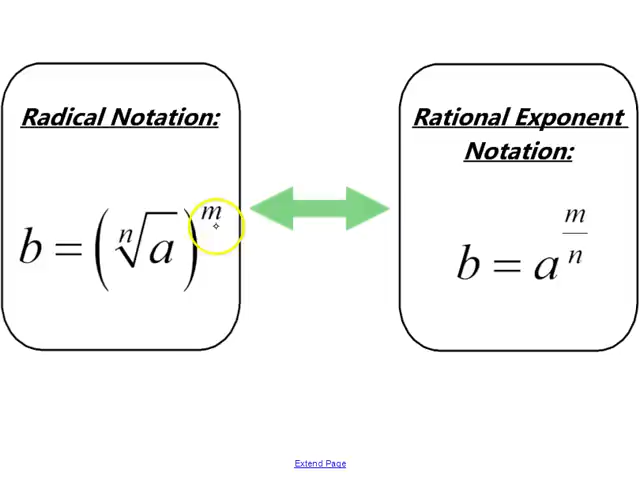 Radical Notation:
b = (ⁿ√a)^m
Rational Exponent
Notation:
b = a^(m/n)
Extend Page